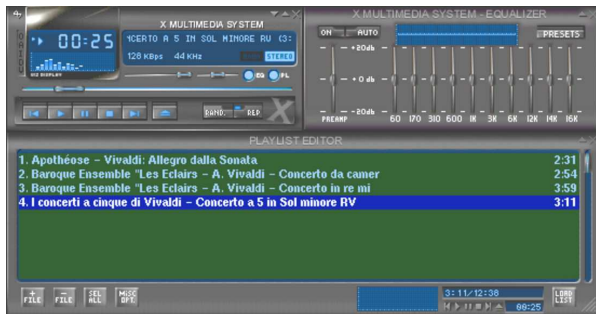 X MULTIMEDIA SYSTEM
00:25
'CERTO A 5 IN SOL MINORE RV (3:
128 KBps 44 KHz
STEREO
EQ PL
RAND. REP
X
X MULTIMEDIA SYSTEM - EQUALIZER
ON AUTO PRESETS
+20db
+0 db
-20db
PREAMP 60 170 310 600 1K 3K 6K 12K 14K 16K
PLAYLIST EDITOR
1. Apothéose – Vivaldi: Allegro dalla Sonata 2:31
2. Baroque Ensemble "Les Eclairs – A. Vivaldi – Concerto da camer 2:54
3. Baroque Ensemble "Les Eclairs – A. Vivaldi – Concerto in re mi 3:59
4. I concerti a cinque di Vivaldi – Concerto a 5 in Sol minore RV 3:11
+ FILE - FILE SEL ALL MISC OPT.
3:11/12:38
00:25
LOAD LIST